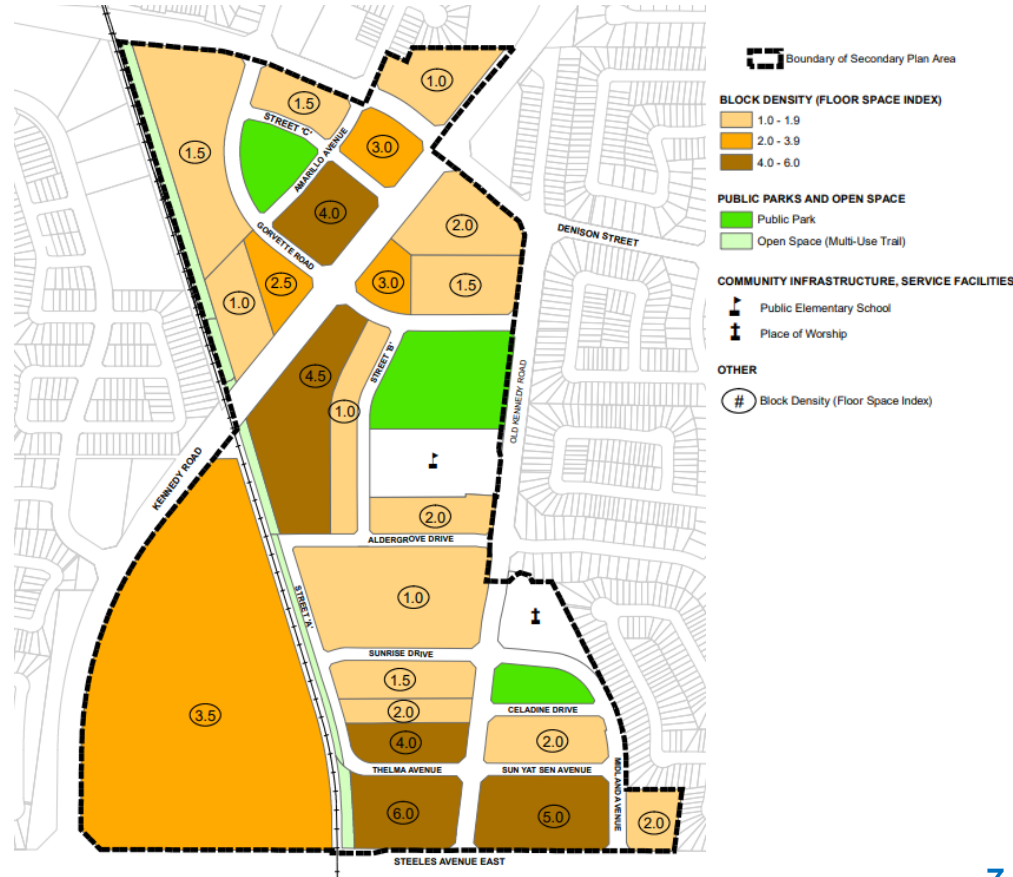 1.0
1.5
STREET 'C'
AMARILLO AVENUE
3.0
1.5
4.0
GORVETTE ROAD
2.0
DENISON STREET
2.5
3.0
1.5
1.0
STREET 'B'
4.5
1.0
OLD KENNEDY ROAD
KENNEDY ROAD
2.0
ALDERGROVE DRIVE
STREET 'A'
1.0
SUNRISE DRIVE
1.5
2.0
CELADINE DRIVE
3.5
4.0
2.0
THELMA AVENUE
SUN YAT SEN AVENUE
MIDLAND AVENUE
6.0
5.0
2.0
STEELES AVENUE EAST
Boundary of Secondary Plan Area
BLOCK DENSITY (FLOOR SPACE INDEX)
1.0 - 1.9
2.0 - 3.9
4.0 - 6.0
PUBLIC PARKS AND OPEN SPACE
Public Park
Open Space (Multi-Use Trail)
COMMUNITY INFRASTRUCTURE, SERVICE FACILITIES
Public Elementary School
Place of Worship
OTHER
# Block Density (Floor Space Index)